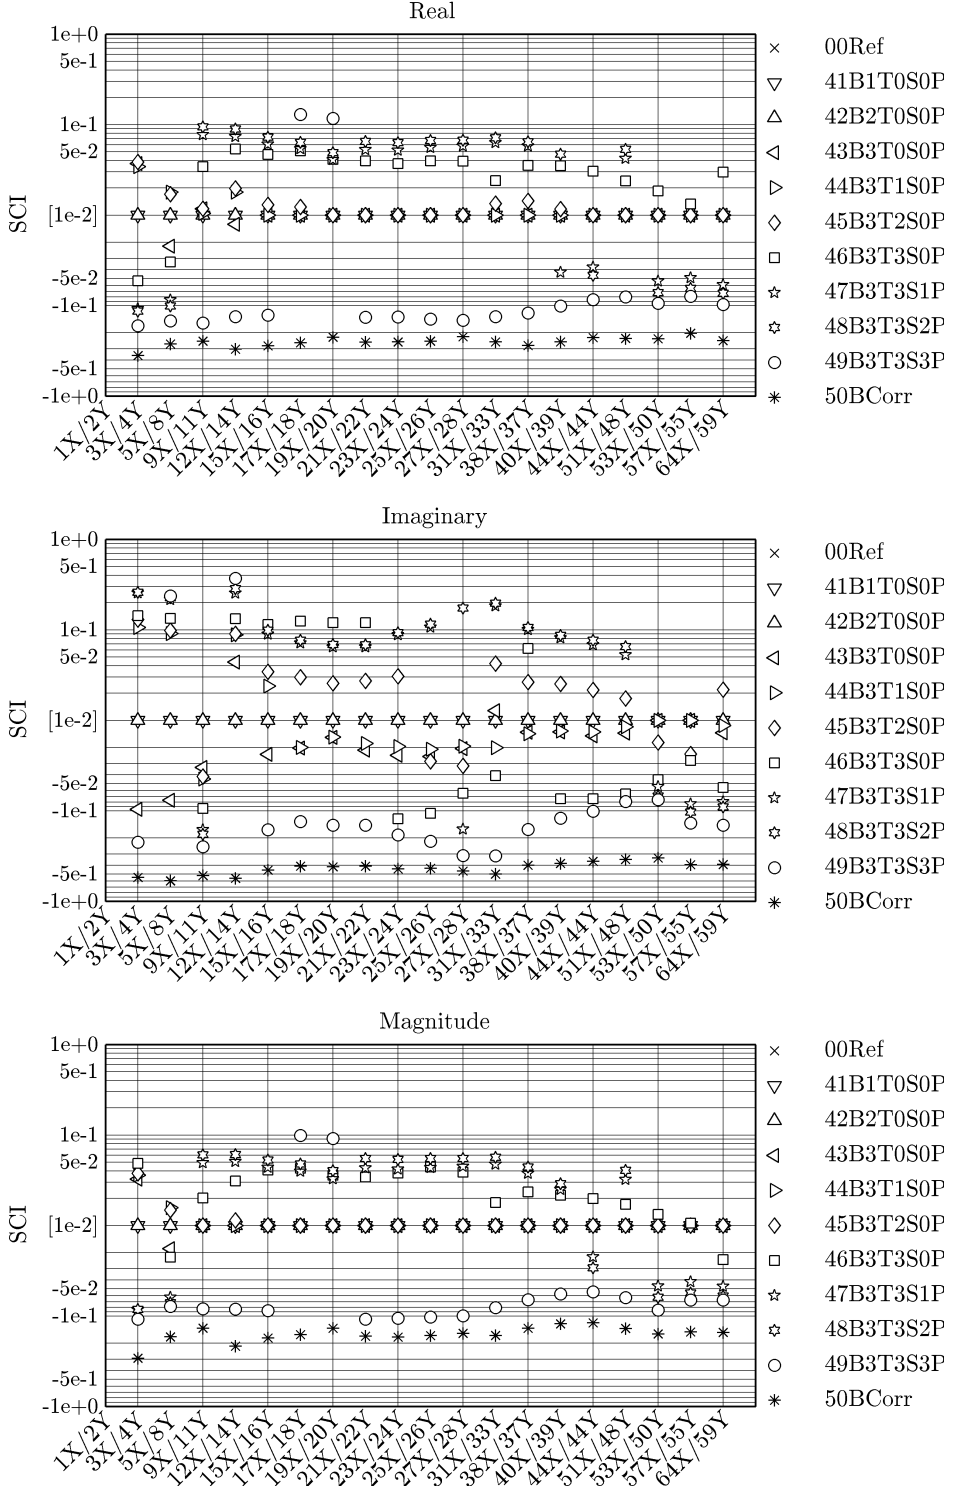 Real
1e+0
5e-1
1e-1
5e-2
[1e-2]
-5e-2
-1e-1
-5e-1
-1e+0
SCI
1X/2Y
3X/4Y
5X/8Y
9X/11Y
12X/14Y
15X/16Y
17X/18Y
19X/20Y
21X/22Y
23X/24Y
25X/26Y
27X/28Y
31X/33Y
38X/37Y
40X/39Y
44X/44Y
51X/48Y
53X/50Y
57X/55Y
64X/59Y
00Ref
41B1T0S0P
42B2T0S0P
43B3T0S0P
44B3T1S0P
45B3T2S0P
46B3T3S0P
47B3T3S1P
48B3T3S2P
49B3T3S3P
50BCorr
Imaginary
1e+0
5e-1
1e-1
5e-2
[1e-2]
-5e-2
-1e-1
-5e-1
-1e+0
SCI
1X/2Y
3X/4Y
5X/8Y
9X/11Y
12X/14Y
15X/16Y
17X/18Y
19X/20Y
21X/22Y
23X/24Y
25X/26Y
27X/28Y
31X/33Y
38X/37Y
40X/39Y
44X/44Y
51X/48Y
53X/50Y
57X/55Y
64X/59Y
00Ref
41B1T0S0P
42B2T0S0P
43B3T0S0P
44B3T1S0P
45B3T2S0P
46B3T3S0P
47B3T3S1P
48B3T3S2P
49B3T3S3P
50BCorr
Magnitude
1e+0
5e-1
1e-1
5e-2
[1e-2]
-5e-2
-1e-1
-5e-1
-1e+0
SCI
1X/2Y
3X/4Y
5X/8Y
9X/11Y
12X/14Y
15X/16Y
17X/18Y
19X/20Y
21X/22Y
23X/24Y
25X/26Y
27X/28Y
31X/33Y
38X/37Y
40X/39Y
44X/44Y
51X/48Y
53X/50Y
57X/55Y
64X/59Y
00Ref
41B1T0S0P
42B2T0S0P
43B3T0S0P
44B3T1S0P
45B3T2S0P
46B3T3S0P
47B3T3S1P
48B3T3S2P
49B3T3S3P
50BCorr